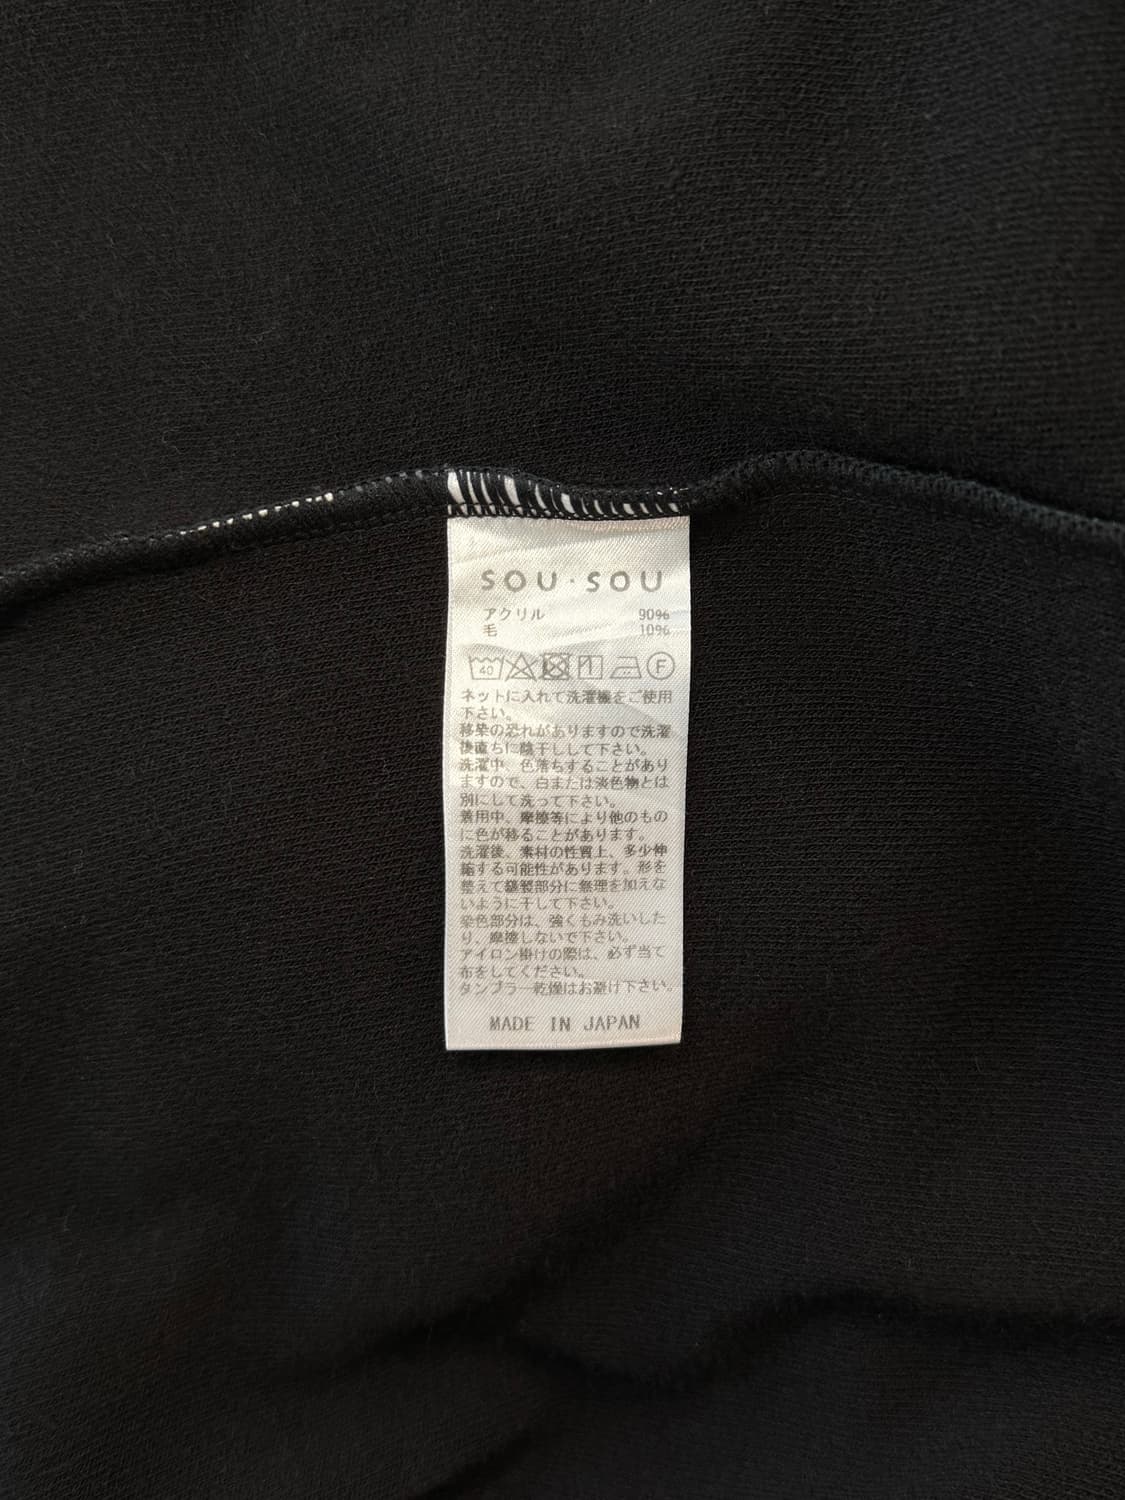 SOU・SOU
アクリル 90%
毛 10%
40 F
ネットに入れて洗濯機をご使用
下さい。
移染の恐れがありますので洗濯
後直ちに陰干しして下さい。
洗濯中、色落ちすることがあり
ますので、白または淡色物とは
別にして洗って下さい。
着用中、摩擦等により他のもの
に色が移ることがあります。
洗濯後、素材の性質上、多少伸
縮する可能性があります。形を
整えて縫製部分に無理を加えな
いように干して下さい。
染色部分は、強くもみ洗いした
り、摩擦しないで下さい。
アイロン掛けの際は、必ず当て
布をしてください。
タンブラー乾燥はお避け下さい。
MADE IN JAPAN